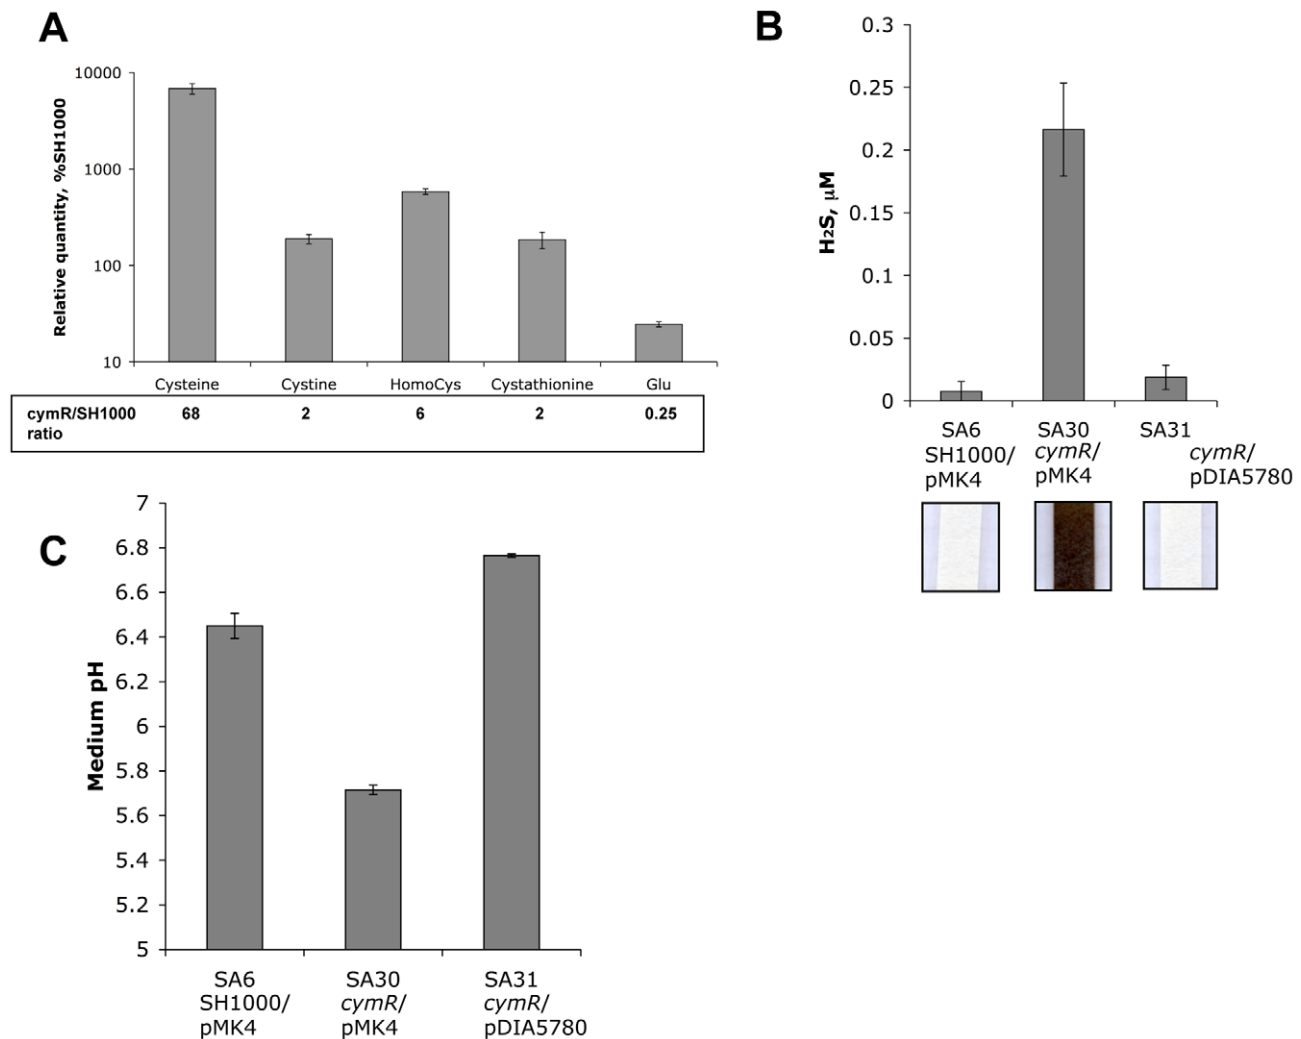 A
10000
1000
100
10
Relative quantity, %SH1000
Cysteine Cystine HomoCys Cystathionine Glu
cymR/SH1000 68 2 6 2 0.25
ratio
B
0.3
0.25
0.2
0.15
0.1
0.05
0
H₂S, μM
SA6 SA30 SA31
SH1000/ cymR/ cymR/
pMK4 pMK4 pDIA5780
C
7
6.8
6.6
6.4
6.2
6
5.8
5.6
5.4
5.2
5
Medium pH
SA6 SA30 SA31
SH1000/ cymR/ cymR/
pMK4 pMK4 pDIA5780